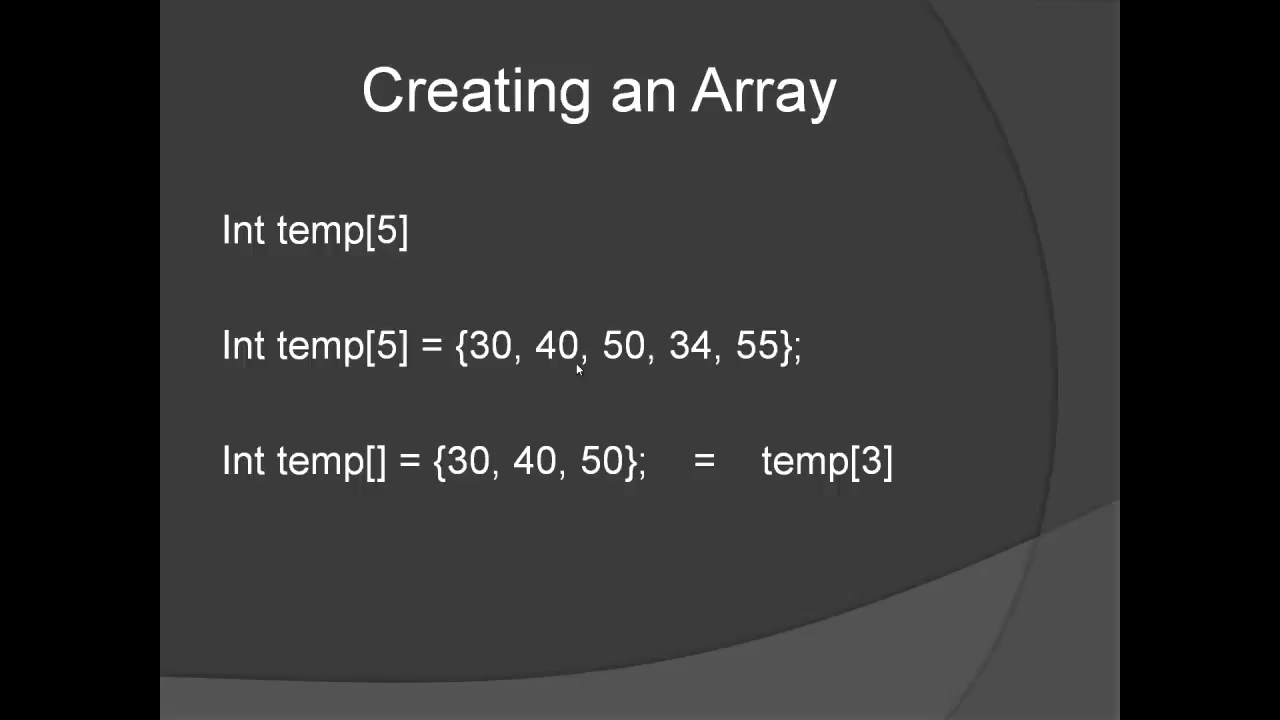 Creating an Array
Int temp[5]
Int temp[5] = {30, 40, 50, 34, 55};
Int temp[] = {30, 40, 50}; = temp[3]